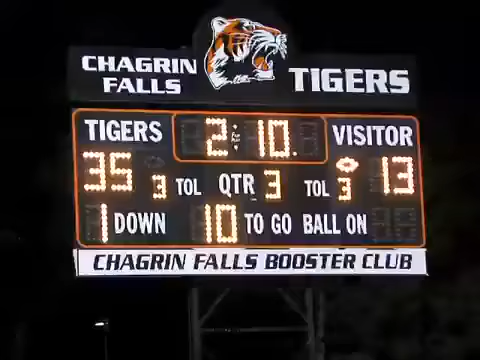 CHAGRIN FALLS TIGERS
TIGERS 2:10 VISITOR
35 3 TOL QTR 3 TOL 3 13
1 DOWN 10 TO GO BALL ON
CHAGRIN FALLS BOOSTER CLUB